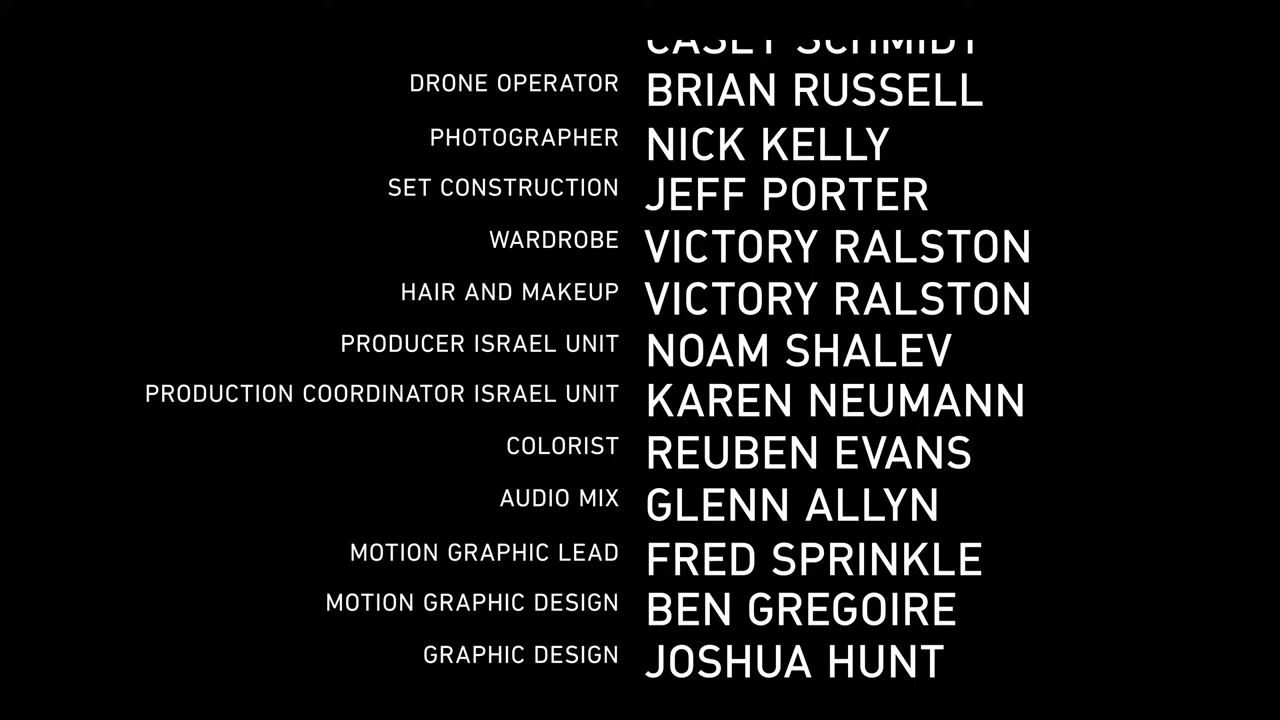 CASEY SCHMIDT
DRONE OPERATOR BRIAN RUSSELL
PHOTOGRAPHER NICK KELLY
SET CONSTRUCTION JEFF PORTER
WARDROBE VICTORY RALSTON
HAIR AND MAKEUP VICTORY RALSTON
PRODUCER ISRAEL UNIT NOAM SHALEV
PRODUCTION COORDINATOR ISRAEL UNIT KAREN NEUMANN
COLORIST REUBEN EVANS
AUDIO MIX GLENN ALLYN
MOTION GRAPHIC LEAD FRED SPRINKLE
MOTION GRAPHIC DESIGN BEN GREGOIRE
GRAPHIC DESIGN JOSHUA HUNT